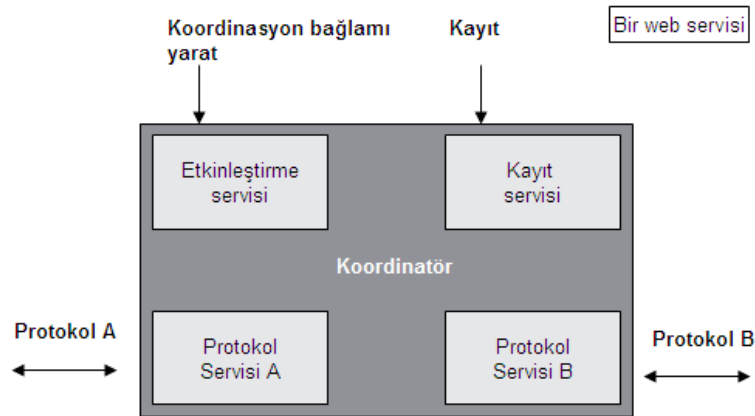 Koordinasyon bağlamı
yarat
Kayıt
Bir web servisi
Etkinleştirme
servisi
Kayıt
servisi
Koordinatör
Protokol A
Protokol
Servisi A
Protokol
Servisi B
Protokol B